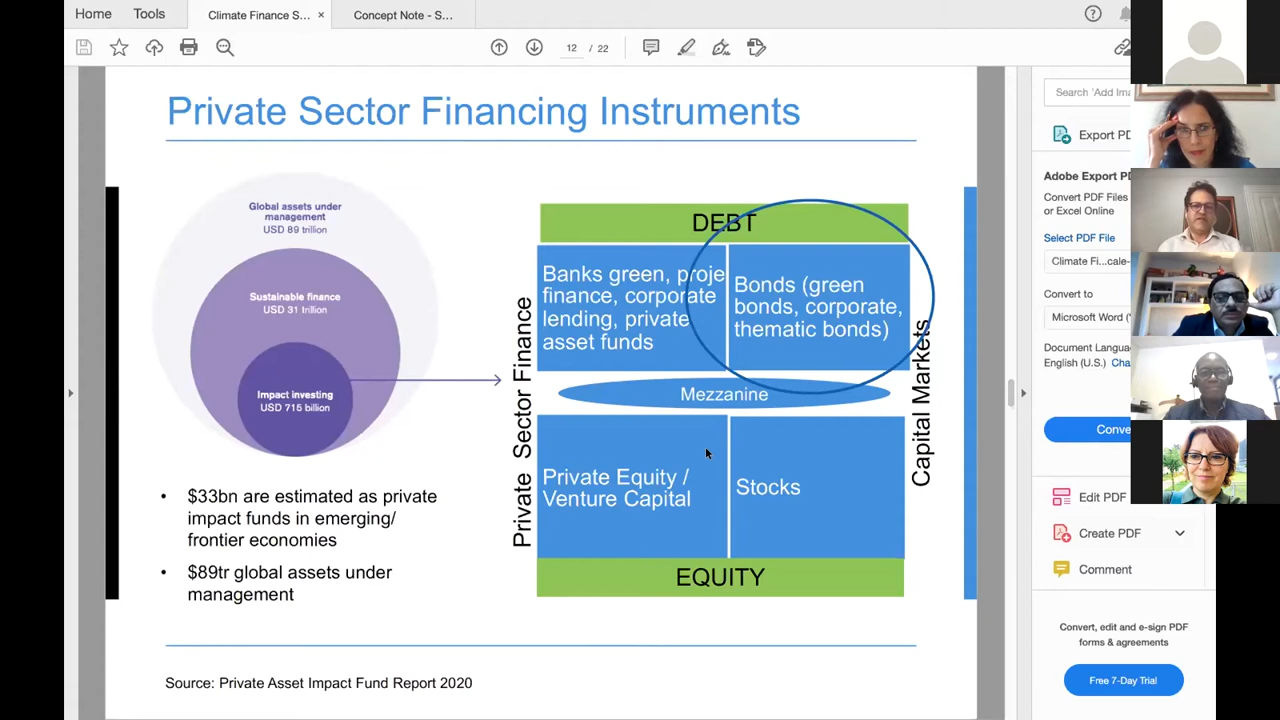 Home
Tools
Climate Finance S...
×
Concept Note - S...
12 / 22
Private Sector Financing Instruments
Global assets under
management
USD 89 trillion
Sustainable finance
USD 31 trillion
Impact investing
USD 715 billion
• $33bn are estimated as private
impact funds in emerging/
frontier economies
• $89tr global assets under
management
Private Sector Finance
DEBT
Banks green, proje
finance, corporate
lending, private
asset funds
Bonds (green
bonds, corporate,
thematic bonds)
Mezzanine
Private Equity /
Venture Capital
Stocks
EQUITY
Capital Markets
Source: Private Asset Impact Fund Report 2020
Search 'Add Ima
Export PD
Adobe Export P
Convert PDF Files
or Excel Online
Select PDF File
Climate Fi...cale-
Convert to
Microsoft Word (
Document Languag
English (U.S.) Cha
Conve
Edit PDF
Create PDF
Comment
Convert, edit and e-sign PDF
forms & agreements
Free 7-Day Trial